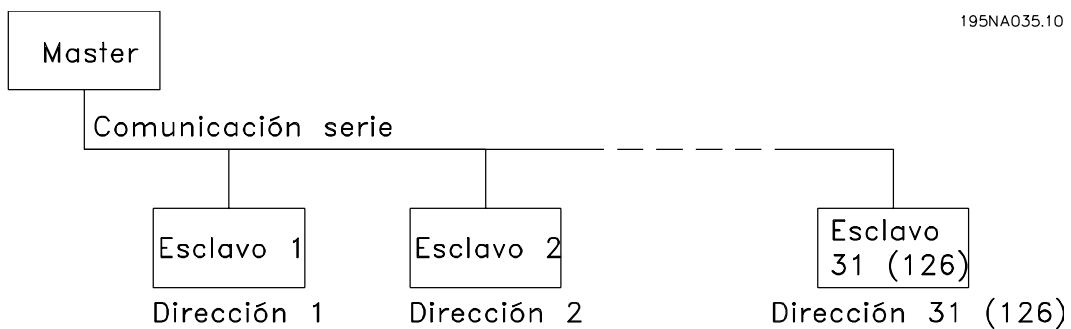 195NA035.10
Master
Comunicación serie
Esclavo 1
Esclavo 2
Esclavo
31 (126)
Dirección 1
Dirección 2
Dirección 31 (126)